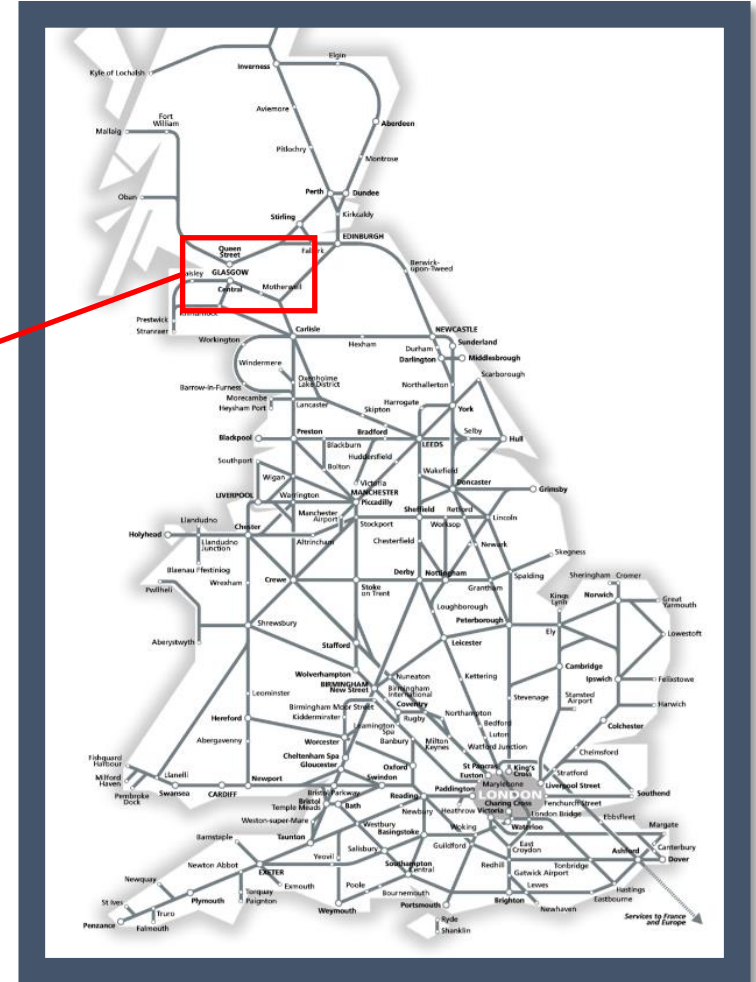 Elgin
Inverness
Kyle of Lochalsh
Aviemore
Fort
William
Aberdeen
Mallaig
Pitlochry
Montrose
Perth
Dundee
Oban
Stirling
Kirkcaldy
Queen
Street
EDINBURGH
GLASGOW
Berwick-
upon-Tweed
Central
Motherwell
Prestwick
Stranraer
Carlisle
NEWCASTLE
Workington
Hexham
Sunderland
Durham
Darlington
Middlesbrough
Windermere
Oxenholme
Lake District
Scarborough
Barrow-in-Furness
Northallerton
Morecambe
Heysham Port
Lancaster
Harrogate
York
Skipton
Blackpool
Preston
Bradford
Selby
Blackburn
LEEDS
Hull
Huddersfield
Southport
Bolton
Wakefield
Wigan
Victoria
Doncaster
LIVERPOOL
Warrington
MANCHESTER
Piccadilly
Grimsby
Llandudno
Manchester
Airport
Sheffield
Retford
Lincoln
Chester
Stockport
Worksop
Holyhead
Llandudno
Junction
Altrincham
Chesterfield
Newark
Skegness
Blaenau Ffestiniog
Derby
Nottingham
Pwllheli
Wrexham
Crewe
Stoke
on Trent
Grantham
Spalding
Sheringham
Cromer
Kings
Lynn
Norwich
Great
Yarmouth
Loughborough
Shrewsbury
Peterborough
Ely
Lowestoft
Aberystwyth
Stafford
Leicester
Wolverhampton
Nuneaton
Kettering
Cambridge
BIRMINGHAM
New Street
Birmingham
International
Ipswich
Felixstowe
Leominster
Birmingham Moor Street
Coventry
Stevenage
Stansted
Airport
Harwich
Hereford
Kidderminster
Rugby
Northampton
Leamington
Spa
Bedford
Colchester
Abergavenny
Worcester
Banbury
Milton
Keynes
Luton
Cheltenham Spa
Watford Junction
Chelmsford
Fishguard
Harbour
Gloucester
Oxford
St Pancras
King's
Cross
Stratford
Milford
Haven
Llanelli
Newport
Swindon
Euston
Marylebone
Liverpool Street
Pembroke
Dock
Swansea
CARDIFF
Bristol Parkway
Reading
Paddington
LONDON
Southend
Bristol
Temple Meads
Bath
Newbury
Heathrow
Victoria
Charing Cross
Fenchurch Street
London Bridge
Ebbsfleet
Weston-super-Mare
Westbury
Basingstoke
Woking
Waterloo
Margate
Barnstaple
Taunton
Salisbury
Guildford
East
Croydon
Ashford
Canterbury
Dover
Newton Abbot
Yeovil
Southampton
Central
Redhill
Tonbridge
Gatwick Airport
Newquay
EXETER
Exmouth
Poole
Lewes
Hastings
St Ives
Torquay
Paignton
Bournemouth
Eastbourne
Truro
Plymouth
Weymouth
Portsmouth
Brighton
Newhaven
Penzance
Falmouth
Ryde
Shanklin
Services to France
and Europe